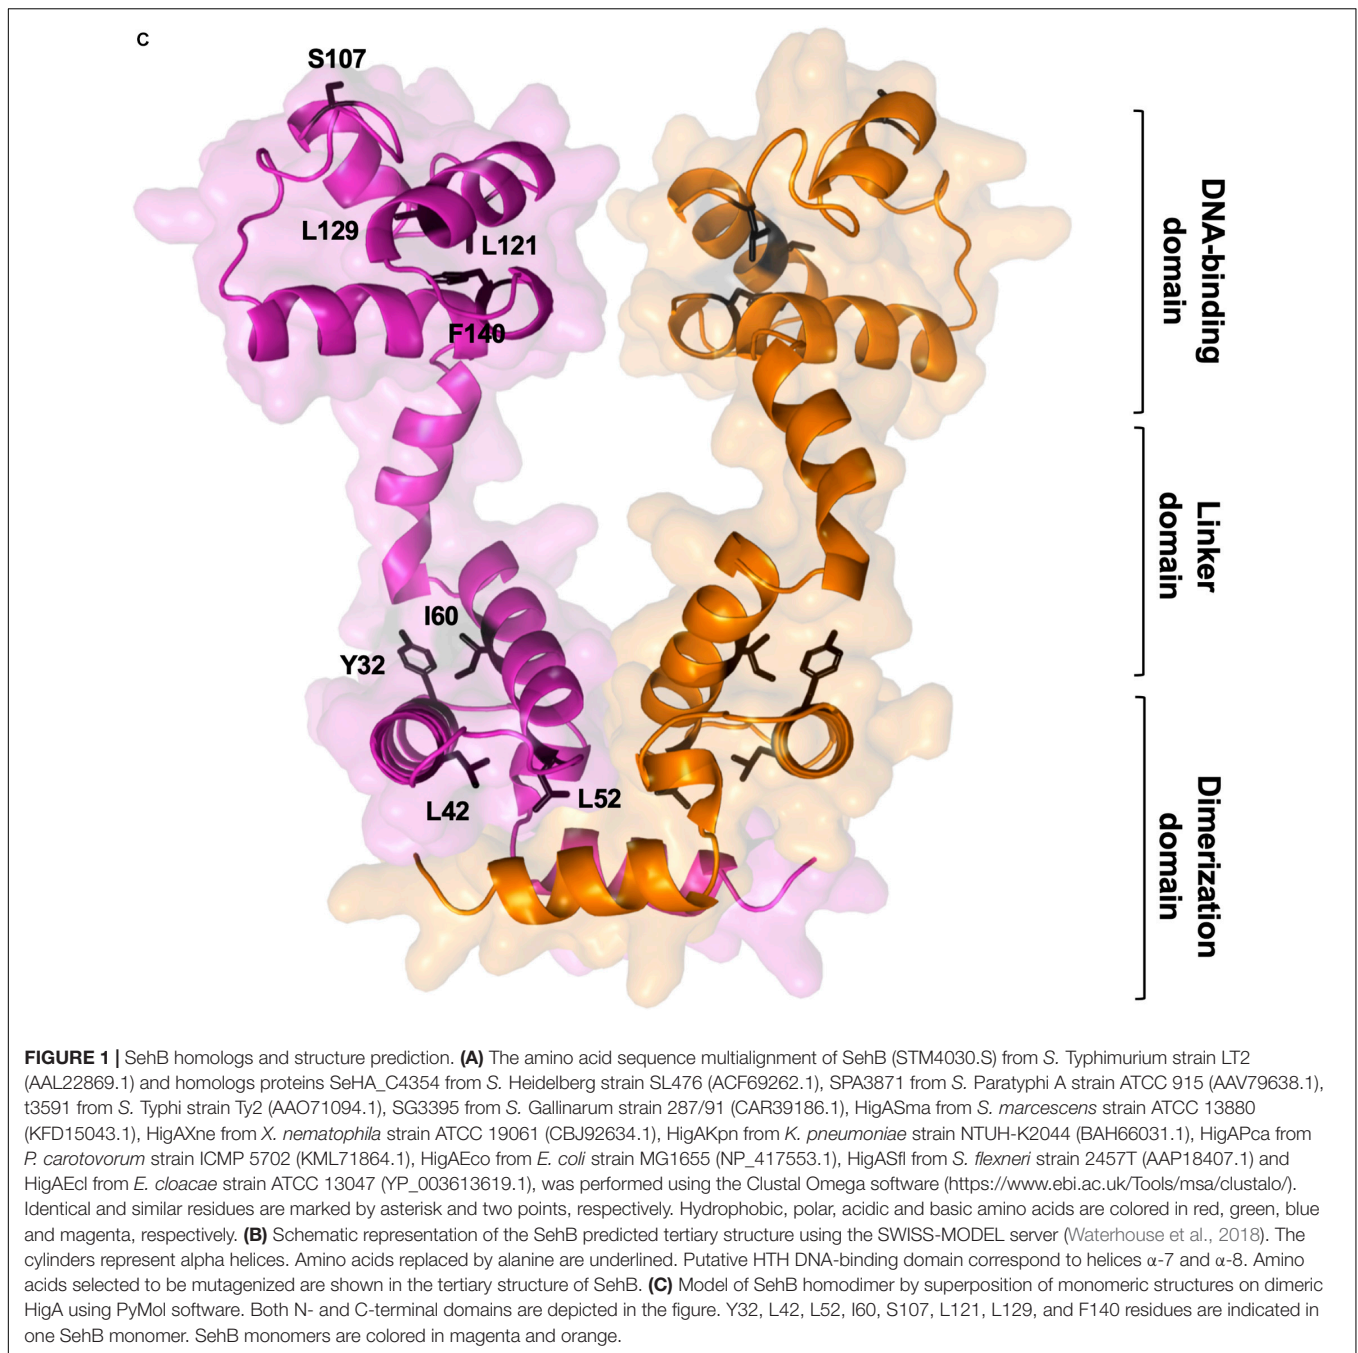 C
S107
L129
L121
F140
I60
Y32
L42
L52
DNA-binding
domain
Linker
domain
Dimerization
domain
FIGURE 1 | SehB homologs and structure prediction. (A) The amino acid sequence multialignment of SehB (STM4030.S) from S. Typhimurium strain LT2
(AAL22869.1) and homologs proteins SeHA_C4354 from S. Heidelberg strain SL476 (ACF69262.1), SPA3871 from S. Paratyphi A strain ATCC 915 (AAV79638.1),
t3591 from S. Typhi strain Ty2 (AAO71094.1), SG3395 from S. Gallinarum strain 287/91 (CAR39186.1), HigASma from S. marcescens strain ATCC 13880
(KFD15043.1), HigAXne from X. nematophila strain ATCC 19061 (CBJ92634.1), HigAKpn from K. pneumoniae strain NTUH-K2044 (BAH66031.1), HigAPca from
P. carotovorum strain ICMP 5702 (KML71864.1), HigAEco from E. coli strain MG1655 (NP_417553.1), HigASfl from S. flexneri strain 2457T (AAP18407.1) and
HigAEcl from E. cloacae strain ATCC 13047 (YP_003613619.1), was performed using the Clustal Omega software (https://www.ebi.ac.uk/Tools/msa/clustalo/).
Identical and similar residues are marked by asterisk and two points, respectively. Hydrophobic, polar, acidic and basic amino acids are colored in red, green, blue
and magenta, respectively. (B) Schematic representation of the SehB predicted tertiary structure using the SWISS-MODEL server (Waterhouse et al., 2018). The
cylinders represent alpha helices. Amino acids replaced by alanine are underlined. Putative HTH DNA-binding domain correspond to helices α-7 and α-8. Amino
acids selected to be mutagenized are shown in the tertiary structure of SehB. (C) Model of SehB homodimer by superposition of monomeric structures on dimeric
HigA using PyMol software. Both N- and C-terminal domains are depicted in the figure. Y32, L42, L52, I60, S107, L121, L129, and F140 residues are indicated in
one SehB monomer. SehB monomers are colored in magenta and orange.